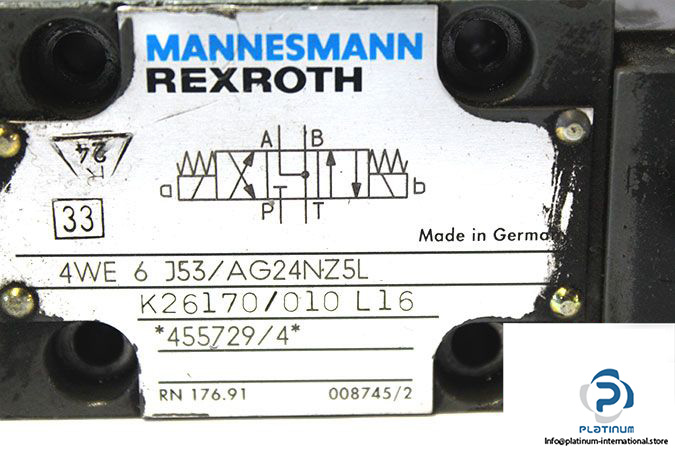 MANNESMANN
REXROTH
R
24
33
A B
a b
P T
T
Made in German
4WE 6 J53/AG24NZ5L
K26170/010 L16
*455729/4*
RN 176.91 008745/2
PLATINUM
Info@platinum-international.store